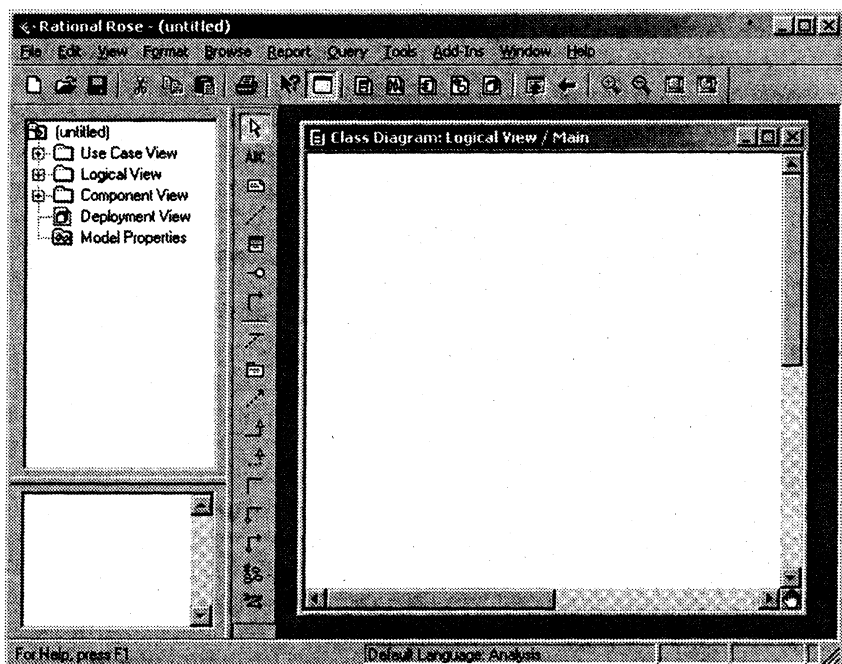 Rational Rose - (untitled)
File Edit View Format Browse Report Query Tools Add-Ins Window Help
(untitled)
Use Case View
Logical View
Component View
Deployment View
Model Properties
ABC
Class Diagram: Logical View / Main
For Help, press F1
Default Language: Analysis